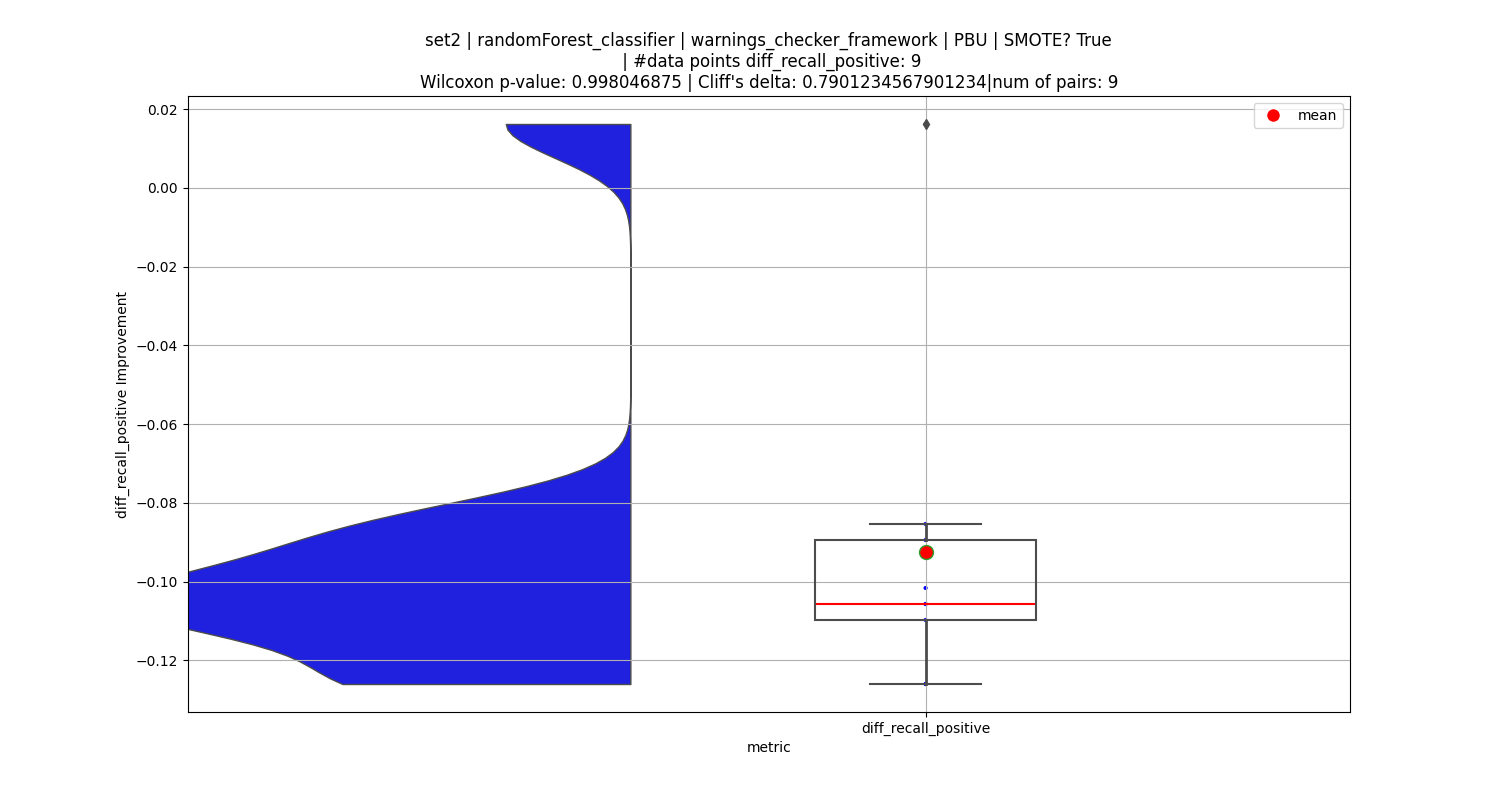 set2 | randomForest_classifier | warnings_checker_framework | PBU | SMOTE? True
| #data points diff_recall_positive: 9
Wilcoxon p-value: 0.998046875 | Cliff's delta: 0.7901234567901234|num of pairs: 9
mean
0.02
0.00
−0.02
−0.04
−0.06
−0.08
−0.10
−0.12
diff_recall_positive Improvement
diff_recall_positive
metric